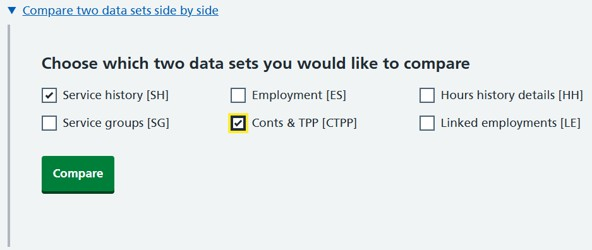 Compare two data sets side by side
Choose which two data sets you would like to compare
Service history [SH] Employment [ES] Hours history details [HH]
Service groups [SG] Conts & TPP [CTPP] Linked employments [LE]
Compare